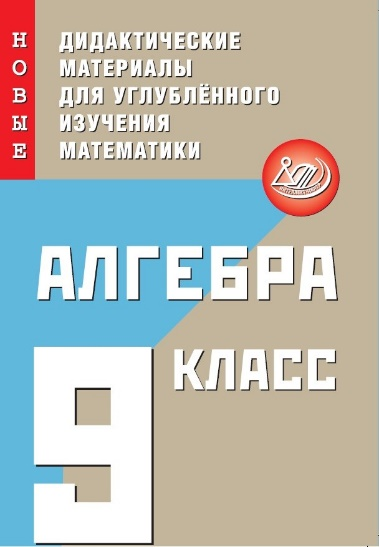 НОВЫЕ
ДИДАКТИЧЕСКИЕ
МАТЕРИАЛЫ
ДЛЯ УГЛУБЛЁННОГО
ИЗУЧЕНИЯ
МАТЕМАТИКИ
АЛГЕБРА
9
КЛАСС